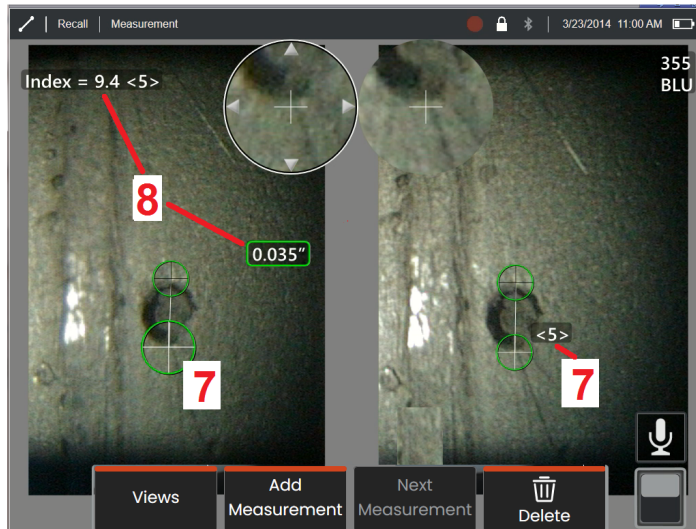 Recall | Measurement
3/23/2014 11:00 AM
Index = 9.4 <5>
355
BLU
8
0.035"
<5>
7
7
Views
Add
Measurement
Next
Measurement
Delete